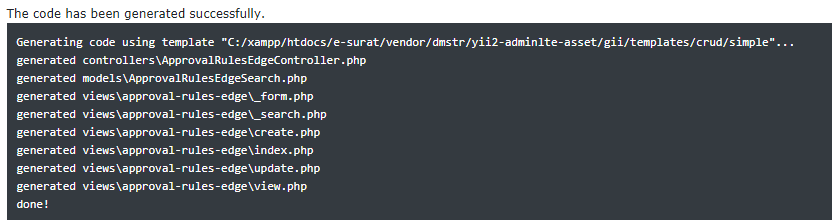 The code has been generated successfully.
Generating code using template "C:/xampp/htdocs/e-surat/vendor/dmstr/yii2-adminlte-asset/gii/templates/crud/simple"...
generated controllers\ApprovalRulesEdgeController.php
generated models\ApprovalRulesEdgeSearch.php
generated views\approval-rules-edge\_form.php
generated views\approval-rules-edge\_search.php
generated views\approval-rules-edge\create.php
generated views\approval-rules-edge\index.php
generated views\approval-rules-edge\update.php
generated views\approval-rules-edge\view.php
done!